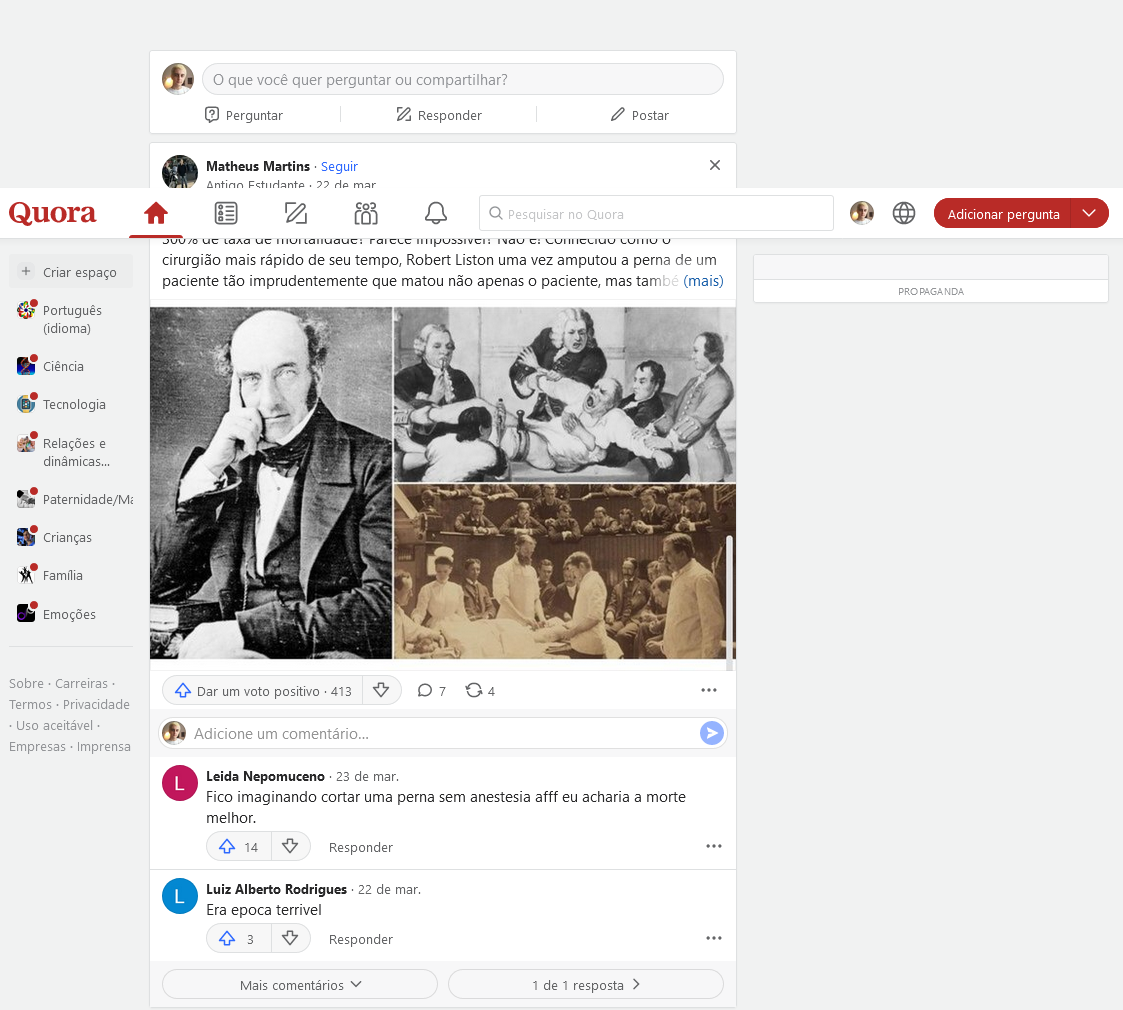 O que você quer perguntar ou compartilhar?
Perguntar
Responder
Postar
Matheus Martins · Seguir
Antigo Estudante · 22 de mar.
Quora
Pesquisar no Quora
Adicionar pergunta
300% de taxa de mortalidade? Parece impossível? Não é! Conhecido como o
cirurgião mais rápido de seu tempo, Robert Liston uma vez amputou a perna de um
paciente tão imprudentemente que matou não apenas o paciente, mas també (mais)
Criar espaço
Português
(idioma)
Ciência
Tecnologia
Relações e
dinâmicas...
Paternidade/Ma
Crianças
Família
Emoções
Sobre · Carreiras ·
Termos · Privacidade
· Uso aceitável ·
Empresas · Imprensa
PROPAGANDA
Dar um voto positivo · 413
7
4
Adicione um comentário...
L
Leida Nepomuceno · 23 de mar.
Fico imaginando cortar uma perna sem anestesia afff eu acharia a morte
melhor.
14
Responder
L
Luiz Alberto Rodrigues · 22 de mar.
Era epoca terrivel
3
Responder
Mais comentários
1 de 1 resposta